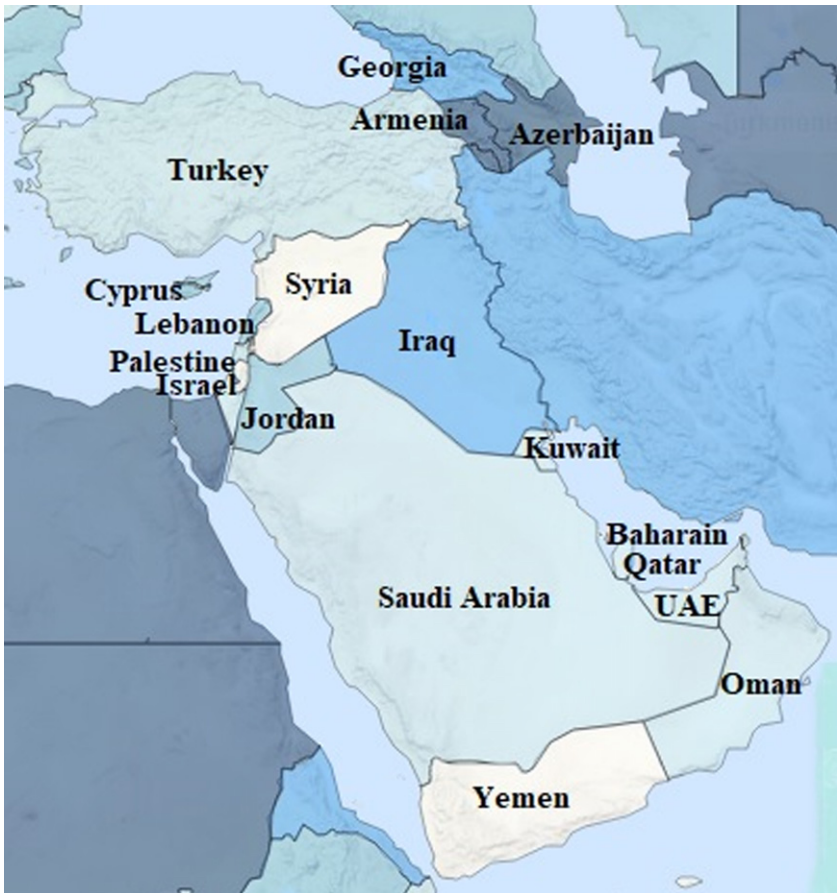 Georgia
Armenia
Azerbaijan
Turkey
Syria
Cyprus
Lebanon
Iraq
Palestine
Israel
Jordan
Kuwait
Baharain
Qatar
Saudi Arabia
UAE
Oman
Yemen